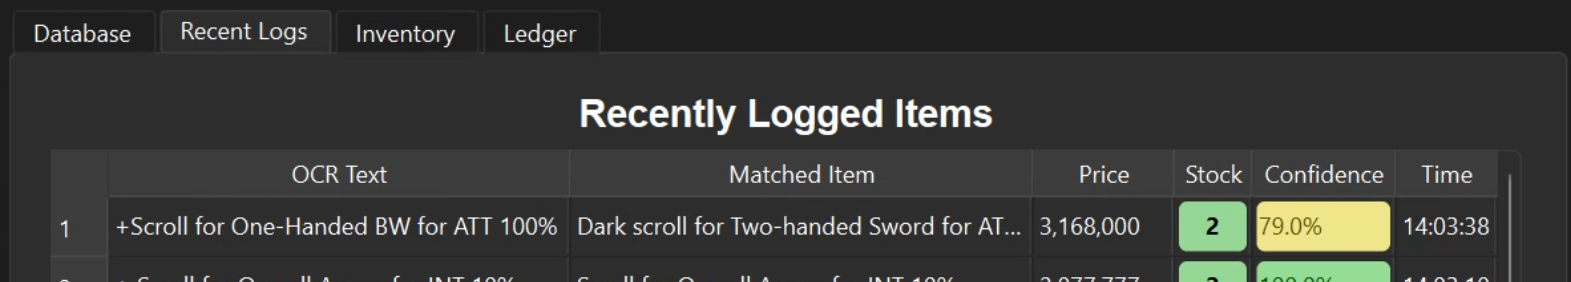 Database Recent Logs Inventory Ledger
Recently Logged Items
OCR Text Matched Item Price Stock Confidence Time
1 +Scroll for One-Handed BW for ATT 100% Dark scroll for Two-handed Sword for AT... 3,168,000 2 79.0% 14:03:38